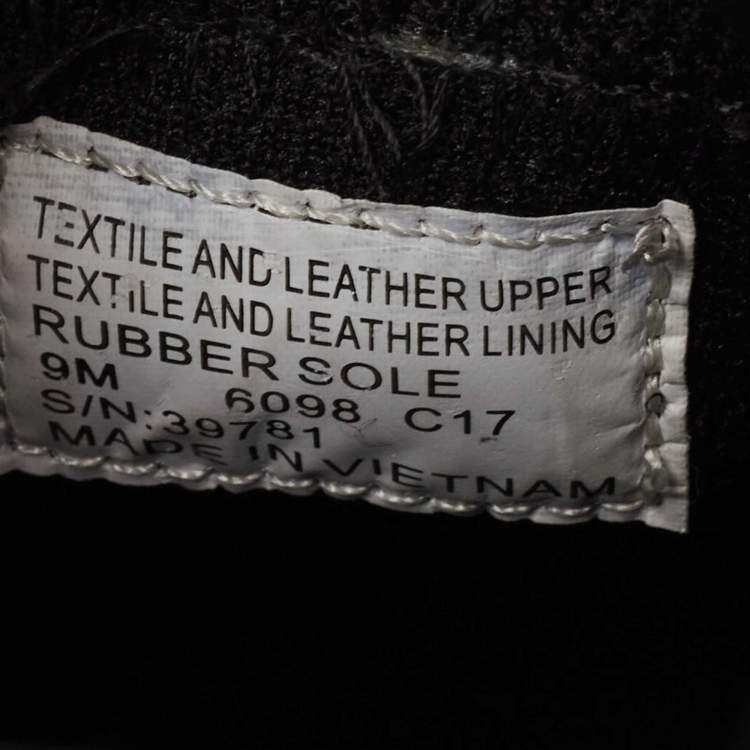 TEXTILE AND LEATHER UPPER
TEXTILE AND LEATHER LINING
RUBBER SOLE
9M 6098 C17
S/N:39781
MADE IN VIETNAM